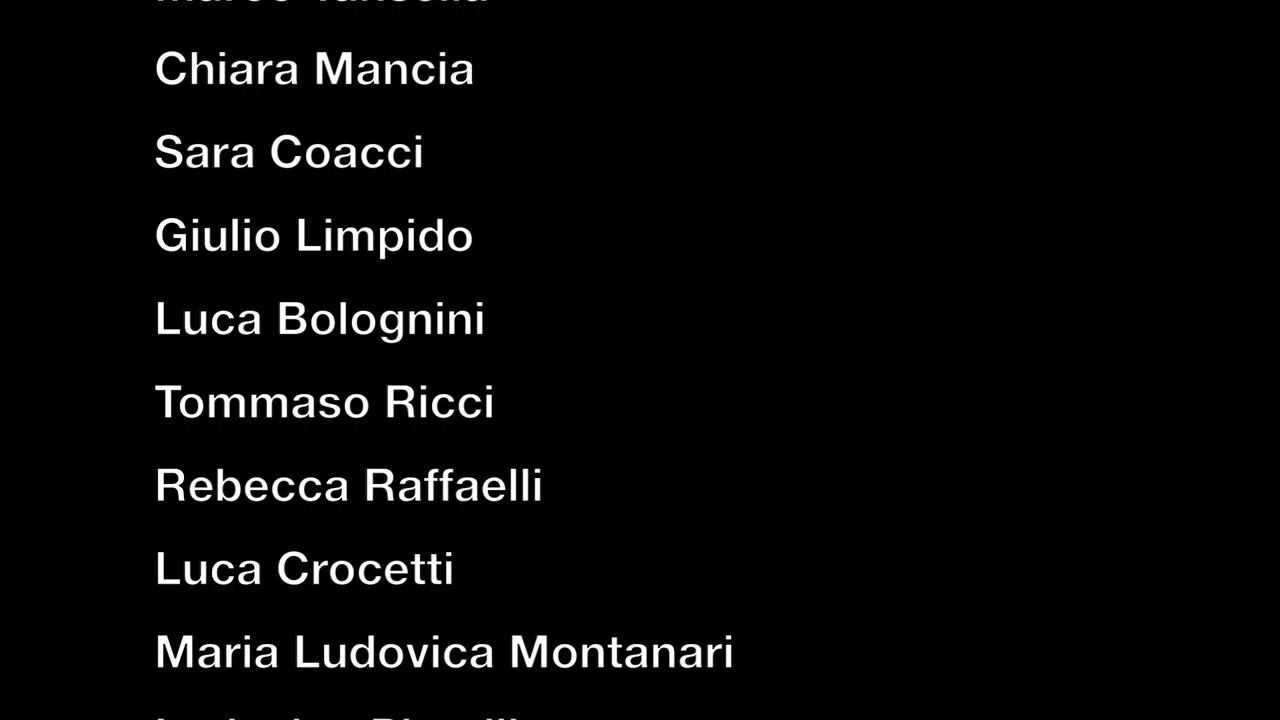 Chiara Mancia
Sara Coacci
Giulio Limpido
Luca Bolognini
Tommaso Ricci
Rebecca Raffaelli
Luca Crocetti
Maria Ludovica Montanari